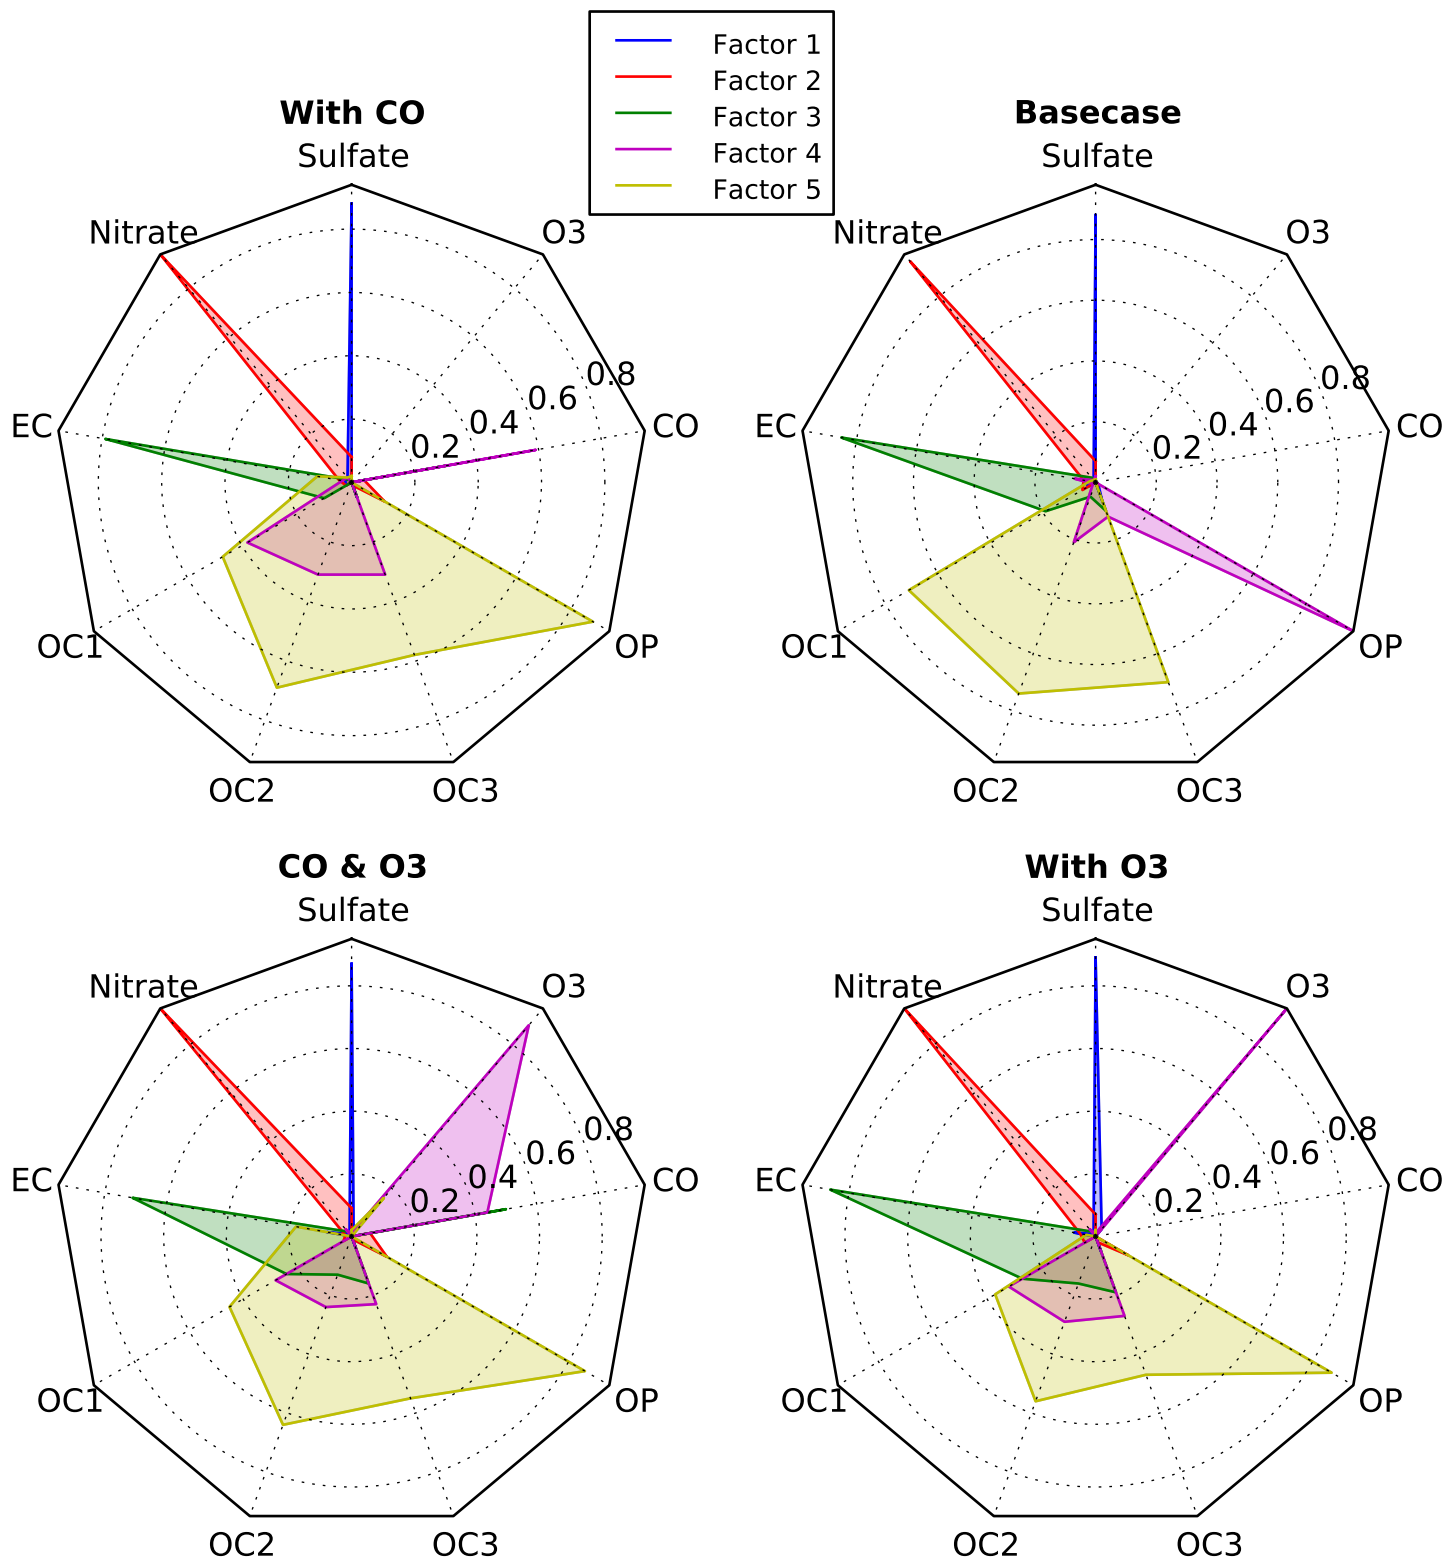 Factor 1
Factor 2
Factor 3
Factor 4
Factor 5
With CO
Sulfate
Nitrate
O3
EC
CO
0.2
0.4
0.6
0.8
OC1
OP
OC2
OC3
Basecase
Sulfate
Nitrate
O3
EC
CO
0.2
0.4
0.6
0.8
OC1
OP
OC2
OC3
CO & O3
Sulfate
Nitrate
O3
EC
CO
0.2
0.4
0.6
0.8
OC1
OP
OC2
OC3
With O3
Sulfate
Nitrate
O3
EC
CO
0.2
0.4
0.6
0.8
OC1
OP
OC2
OC3